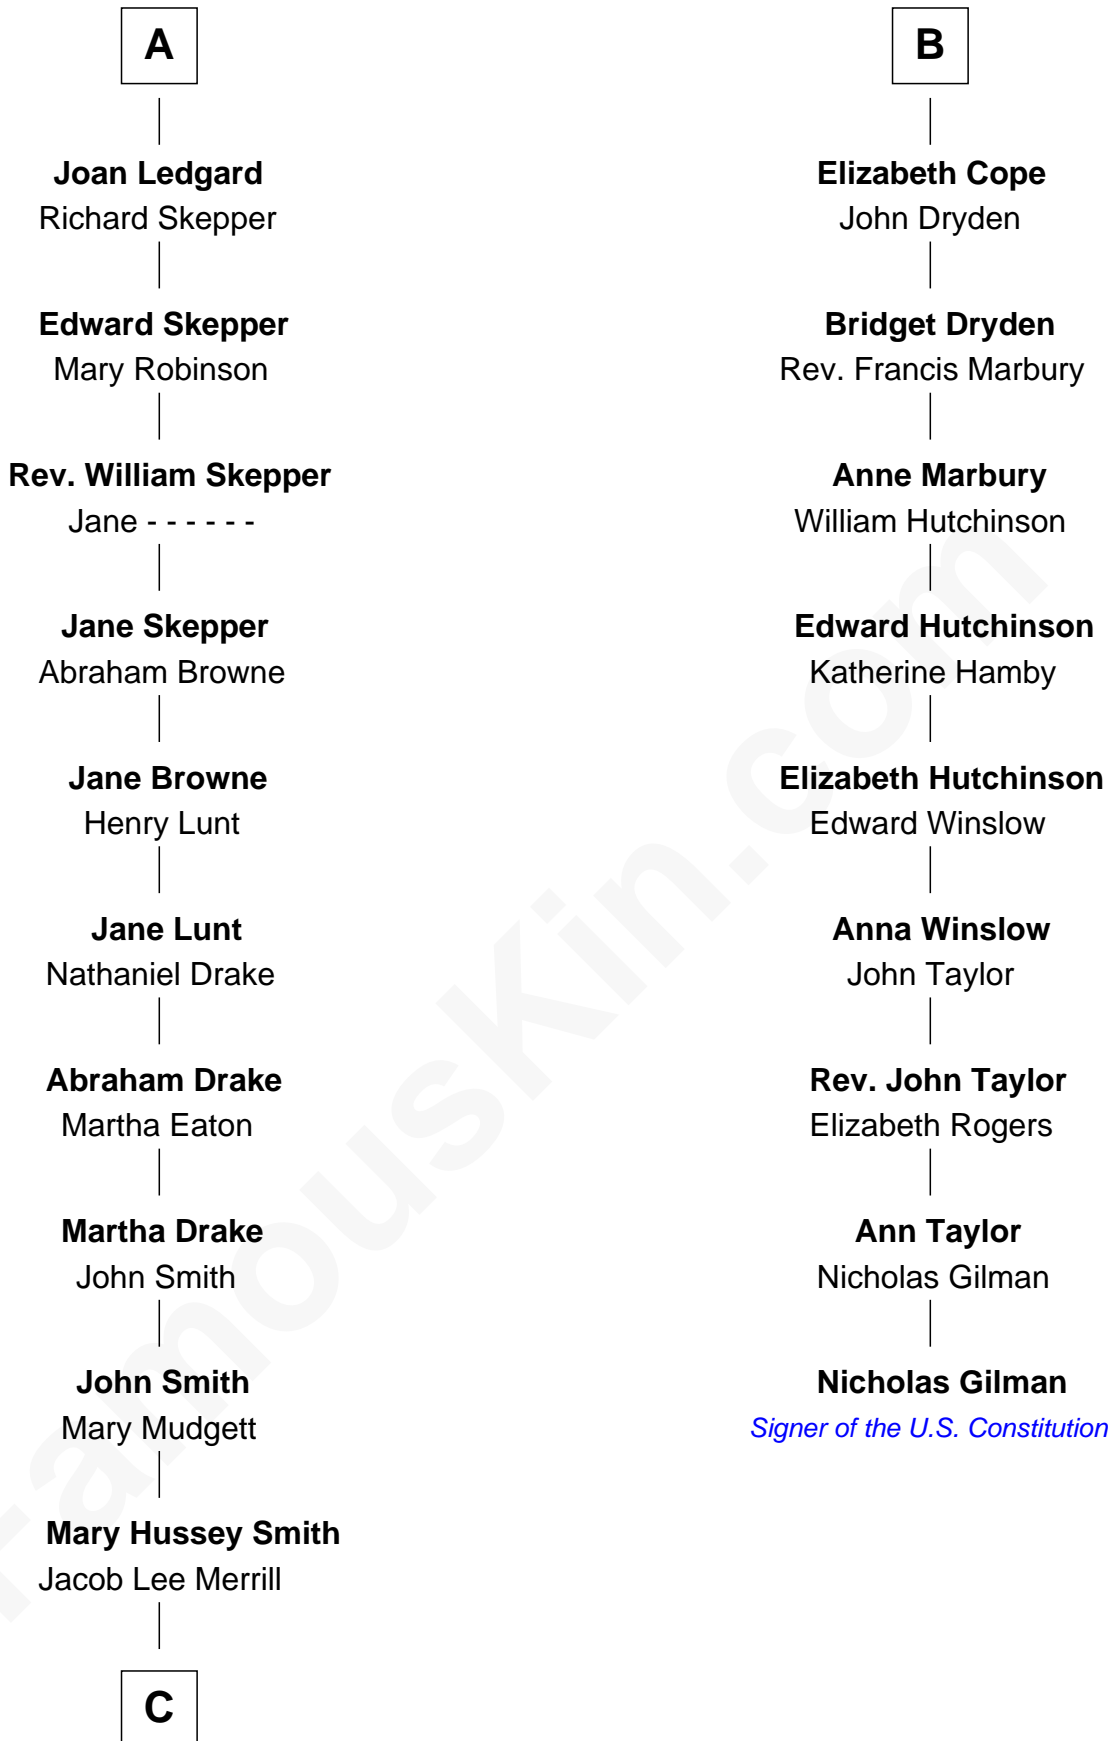 A
Joan Ledgard
Richard Skepper
Edward Skepper
Mary Robinson
Rev. William Skepper
Jane - - - - - -
Jane Skepper
Abraham Browne
Jane Browne
Henry Lunt
Jane Lunt
Nathaniel Drake
Abraham Drake
Martha Eaton
Martha Drake
John Smith
John Smith
Mary Mudgett
Mary Hussey Smith
Jacob Lee Merrill
C
B
Elizabeth Cope
John Dryden
Bridget Dryden
Rev. Francis Marbury
Anne Marbury
William Hutchinson
Edward Hutchinson
Katherine Hamby
Elizabeth Hutchinson
Edward Winslow
Anna Winslow
John Taylor
Rev. John Taylor
Elizabeth Rogers
Ann Taylor
Nicholas Gilman
Nicholas Gilman
Signer of the U.S. Constitution
FamousKin.com